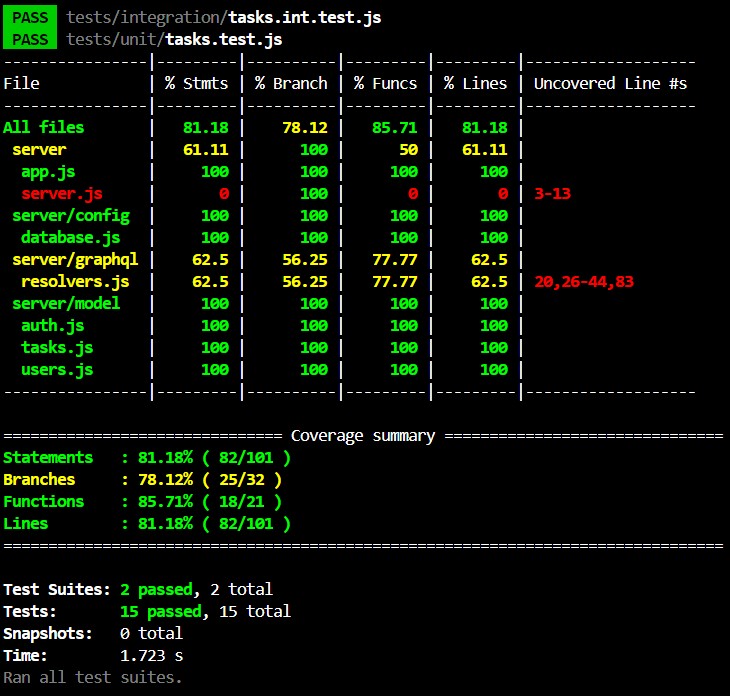 PASS tests/integration/tasks.int.test.js
PASS tests/unit/tasks.test.js
----------------|---------|----------|---------|---------|-------------------
File            | % Stmts | % Branch | % Funcs | % Lines | Uncovered Line #s
----------------|---------|----------|---------|---------|-------------------
All files       |   81.18 |    78.12 |   85.71 |   81.18 |
 server         |   61.11 |      100 |      50 |   61.11 |
  app.js        |     100 |      100 |     100 |     100 |
  server.js     |       0 |      100 |       0 |       0 | 3-13
 server/config  |     100 |      100 |     100 |     100 |
  database.js   |     100 |      100 |     100 |     100 |
 server/graphql |    62.5 |    56.25 |   77.77 |    62.5 |
  resolvers.js  |    62.5 |    56.25 |   77.77 |    62.5 | 20,26-44,83
 server/model   |     100 |      100 |     100 |     100 |
  auth.js       |     100 |      100 |     100 |     100 |
  tasks.js      |     100 |      100 |     100 |     100 |
  users.js      |     100 |      100 |     100 |     100 |
----------------|---------|----------|---------|---------|-------------------
=============================== Coverage summary ===============================
Statements   : 81.18% ( 82/101 )
Branches     : 78.12% ( 25/32 )
Functions    : 85.71% ( 18/21 )
Lines        : 81.18% ( 82/101 )
================================================================================
Test Suites: 2 passed, 2 total
Tests:       15 passed, 15 total
Snapshots:   0 total
Time:        1.723 s
Ran all test suites.